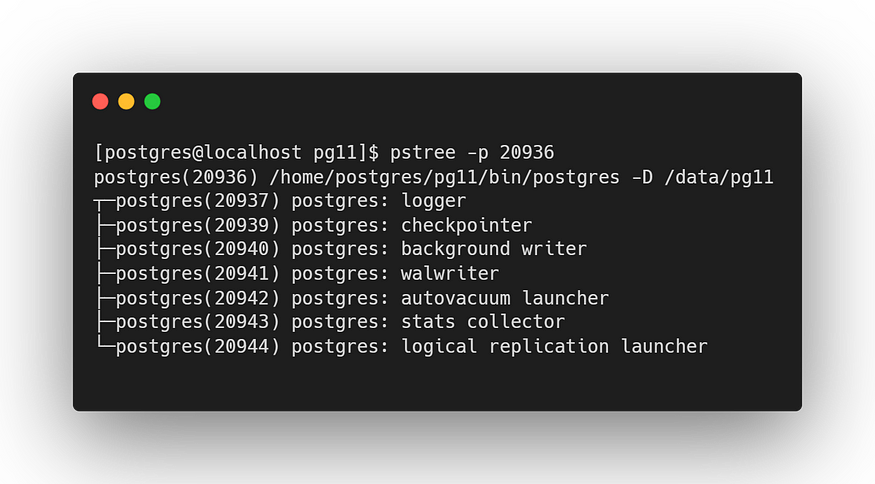 [postgres@localhost pg11]$ pstree -p 20936
postgres(20936) /home/postgres/pg11/bin/postgres -D /data/pg11
┬─postgres(20937) postgres: logger
├─postgres(20939) postgres: checkpointer
├─postgres(20940) postgres: background writer
├─postgres(20941) postgres: walwriter
├─postgres(20942) postgres: autovacuum launcher
├─postgres(20943) postgres: stats collector
└─postgres(20944) postgres: logical replication launcher